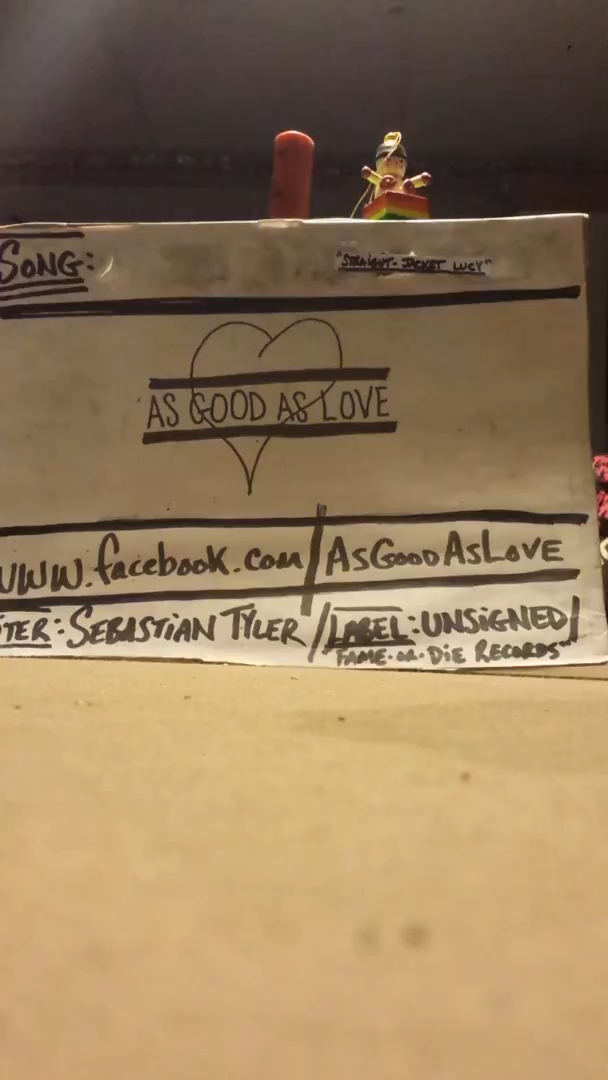 SONG: "STRAIGHT-JACKET LUCY"
AS GOOD AS LOVE
www.facebook.com/AsGoodAsLove
ITER: SEBASTIAN TYLER / LABEL: UNSIGNED/
"FAME-OR-DIE RECORDS"